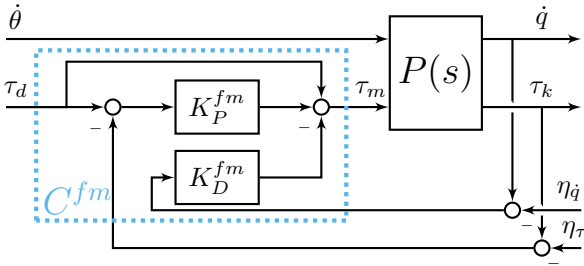 θ̇ q̇
P(s)
τ_d K_P^{fm} τ_m τ_k
- -
K_D^{fm}
C^{fm} η_q̇
-
η_τ
-